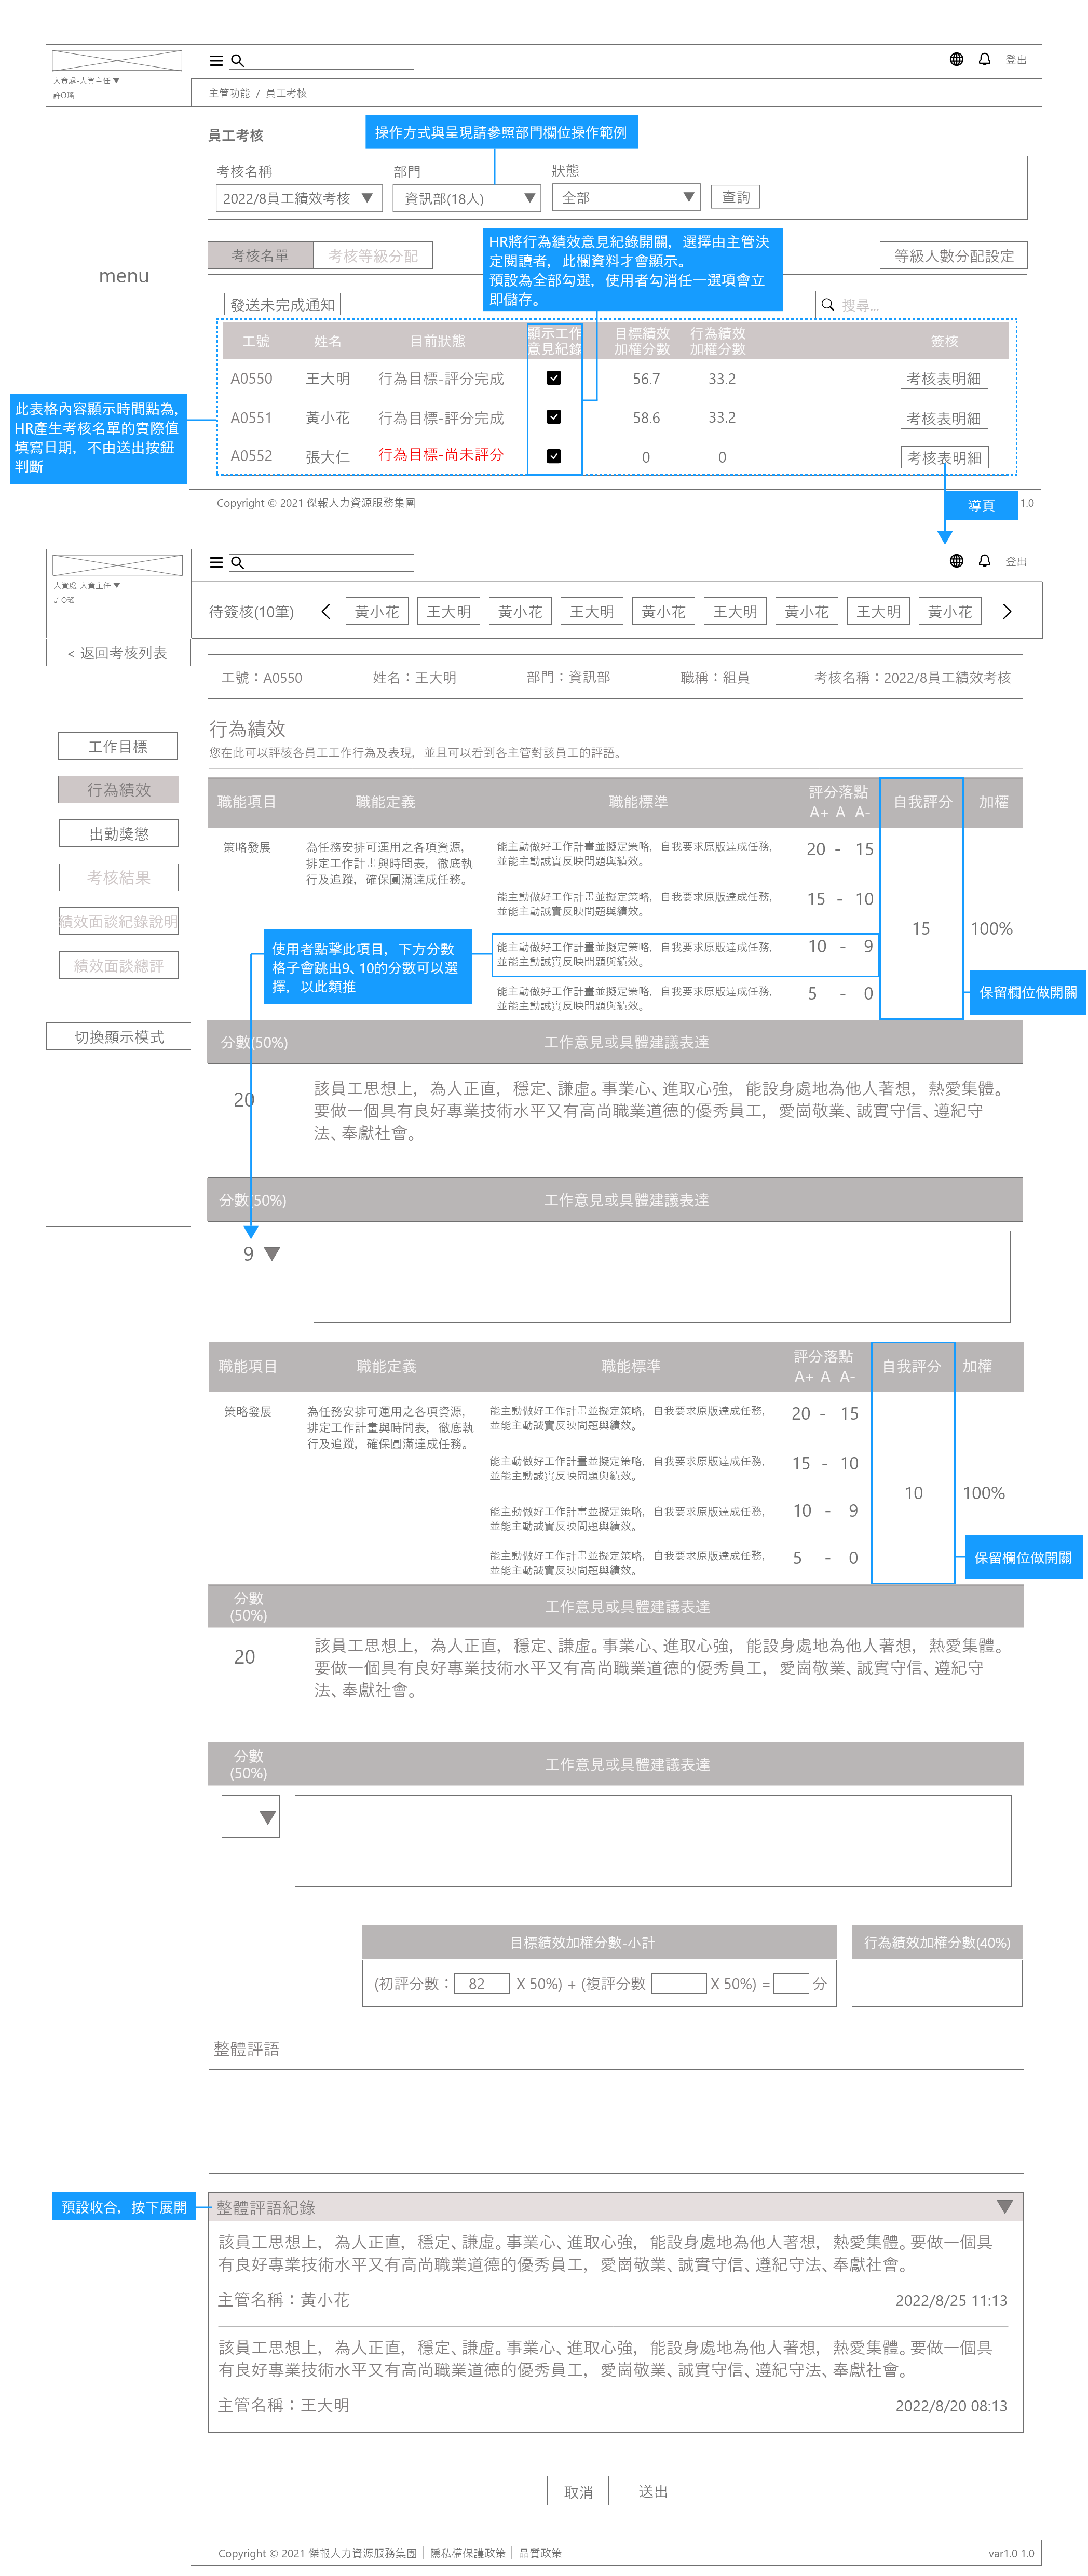 人資處-人資主任▼
許O瑤
登出
主管功能 / 員工考核
menu
員工考核
操作方式與呈現請參照部門欄位操作範例
考核名稱
部門
狀態
2022/8員工績效考核 ▼
資訊部(18人) ▼
全部 ▼
查詢
考核名單
考核等級分配
HR將行為績效意見紀錄開關，選擇由主管決
定閱讀者，此欄資料才會顯示。
預設為全部勾選，使用者勾消任一選項會立
即儲存。
等級人數分配設定
發送未完成通知
搜尋...
工號 姓名 目前狀態 顯示工作 目標績效 行為績效 簽核
意見紀錄 加權分數 加權分數
A0550 王大明 行為目標-評分完成 56.7 33.2 考核表明細
A0551 黃小花 行為目標-評分完成 58.6 33.2 考核表明細
A0552 張大仁 行為目標-尚未評分 0 0 考核表明細
此表格內容顯示時間點為，
HR產生考核名單的實際值
填寫日期，不由送出按鈕
判斷
Copyright © 2021 傑報人力資源服務集團
導頁
1.0
人資處-人資主任▼
許O瑤
登出
待簽核(10筆)
黃小花 王大明 黃小花 王大明 黃小花 王大明 黃小花 王大明 黃小花
< 返回考核列表
工作目標
行為績效
出勤獎懲
考核結果
績效面談紀錄說明
績效面談總評
切換顯示模式
工號：A0550 姓名：王大明 部門：資訊部 職稱：組員 考核名稱：2022/8員工績效考核
行為績效
您在此可以評核各員工工作行為及表現，並且可以看到各主管對該員工的評語。
職能項目 職能定義 職能標準 評分落點 自我評分 加權
A+ A A-
策略發展
為任務安排可運用之各項資源，
排定工作計畫與時間表，徹底執
行及追蹤，確保圓滿達成任務。
能主動做好工作計畫並擬定策略，自我要求原版達成任務， 20 - 15
並能主動誠實反映問題與績效。
能主動做好工作計畫並擬定策略，自我要求原版達成任務， 15 - 10
並能主動誠實反映問題與績效。
能主動做好工作計畫並擬定策略，自我要求原版達成任務， 10 - 9
並能主動誠實反映問題與績效。
能主動做好工作計畫並擬定策略，自我要求原版達成任務， 5 - 0
並能主動誠實反映問題與績效。
15
100%
使用者點擊此項目，下方分數
格子會跳出9、10的分數可以選
擇，以此類推
保留欄位做開關
分數(50%) 工作意見或具體建議表達
20
該員工思想上，為人正直，穩定、謙虛。事業心、進取心強，能設身處地為他人著想，熱愛集體。
要做一個具有良好專業技術水平又有高尚職業道德的優秀員工，愛崗敬業、誠實守信、遵紀守
法、奉獻社會。
分數(50%) 工作意見或具體建議表達
9 ▼
職能項目 職能定義 職能標準 評分落點 自我評分 加權
A+ A A-
策略發展
為任務安排可運用之各項資源，
排定工作計畫與時間表，徹底執
行及追蹤，確保圓滿達成任務。
能主動做好工作計畫並擬定策略，自我要求原版達成任務， 20 - 15
並能主動誠實反映問題與績效。
能主動做好工作計畫並擬定策略，自我要求原版達成任務， 15 - 10
並能主動誠實反映問題與績效。
能主動做好工作計畫並擬定策略，自我要求原版達成任務， 10 - 9
並能主動誠實反映問題與績效。
能主動做好工作計畫並擬定策略，自我要求原版達成任務， 5 - 0
並能主動誠實反映問題與績效。
10
100%
保留欄位做開關
分數
(50%)
工作意見或具體建議表達
20
該員工思想上，為人正直，穩定、謙虛。事業心、進取心強，能設身處地為他人著想，熱愛集體。
要做一個具有良好專業技術水平又有高尚職業道德的優秀員工，愛崗敬業、誠實守信、遵紀守
法、奉獻社會。
分數
(50%)
工作意見或具體建議表達
▼
目標績效加權分數-小計
行為績效加權分數(40%)
(初評分數： 82 X 50%) + (複評分數 X 50%) = 分
整體評語
預設收合，按下展開
整體評語紀錄 ▼
該員工思想上，為人正直，穩定、謙虛。事業心、進取心強，能設身處地為他人著想，熱愛集體。要做一個具
有良好專業技術水平又有高尚職業道德的優秀員工，愛崗敬業、誠實守信、遵紀守法、奉獻社會。
主管名稱：黃小花 2022/8/25 11:13
該員工思想上，為人正直，穩定、謙虛。事業心、進取心強，能設身處地為他人著想，熱愛集體。要做一個具
有良好專業技術水平又有高尚職業道德的優秀員工，愛崗敬業、誠實守信、遵紀守法、奉獻社會。
主管名稱：王大明 2022/8/20 08:13
取消 送出
Copyright © 2021 傑報人力資源服務集團 | 隱私權保護政策 | 品質政策
var1.0 1.0